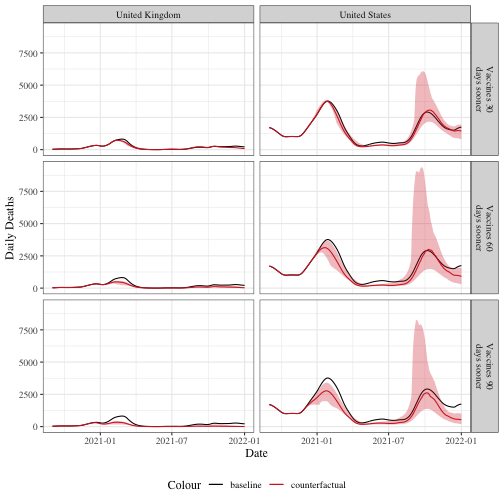 United Kingdom
United States
7500
5000
2500
0
Vaccines 30
days sooner
7500
5000
2500
0
Vaccines 60
days sooner
7500
5000
2500
0
Vaccines 90
days sooner
Daily Deaths
2021-01
2021-07
2022-01
2021-01
2021-07
2022-01
Date
Colour
baseline
counterfactual